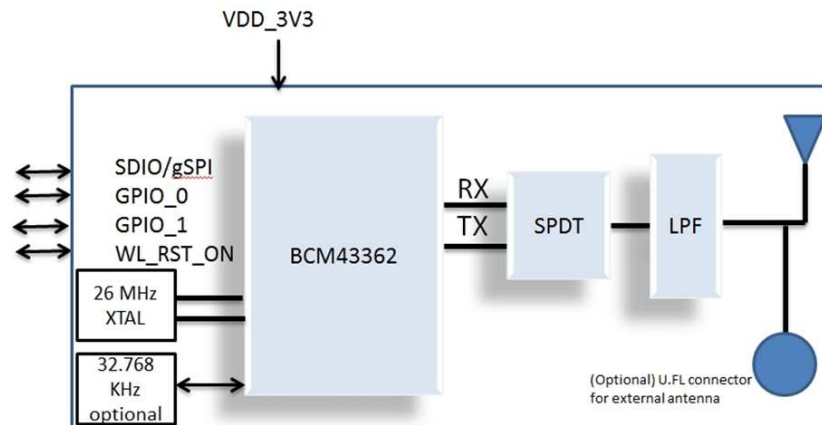 VDD_3V3
SDIO/gSPI
GPIO_0
GPIO_1
WL_RST_ON
26 MHz
XTAL
32.768
KHz
optional
BCM43362
RX
TX
SPDT
LPF
(Optional) U.FL connector
for external antenna